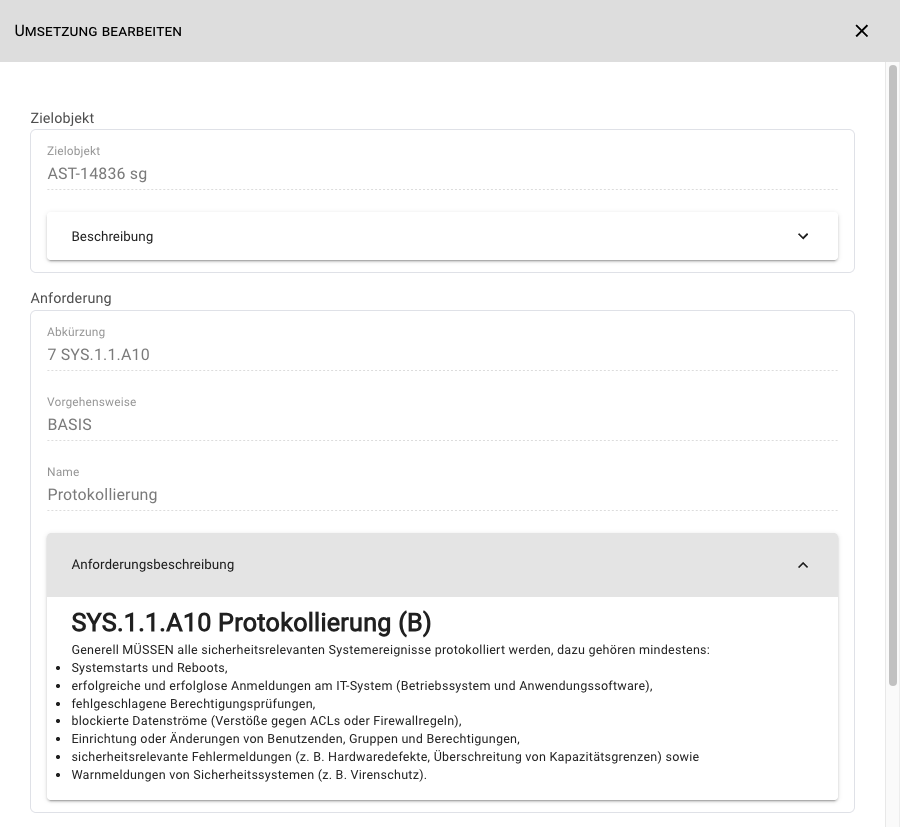 Umsetzung bearbeiten
Zielobjekt
Zielobjekt
AST-14836 sg
Beschreibung
Anforderung
Abkürzung
7 SYS.1.1.A10
Vorgehensweise
BASIS
Name
Protokollierung
Anforderungsbeschreibung
SYS.1.1.A10 Protokollierung (B)
Generell MÜSSEN alle sicherheitsrelevanten Systemereignisse protokolliert werden, dazu gehören mindestens:
• Systemstarts und Reboots,
• erfolgreiche und erfolglose Anmeldungen am IT-System (Betriebssystem und Anwendungssoftware),
• fehlgeschlagene Berechtigungsprüfungen,
• blockierte Datenströme (Verstöße gegen ACLs oder Firewallregeln),
• Einrichtung oder Änderungen von Benutzenden, Gruppen und Berechtigungen,
• sicherheitsrelevante Fehlermeldungen (z. B. Hardwaredefekte, Überschreitung von Kapazitätsgrenzen) sowie
• Warnmeldungen von Sicherheitssystemen (z. B. Virenschutz).